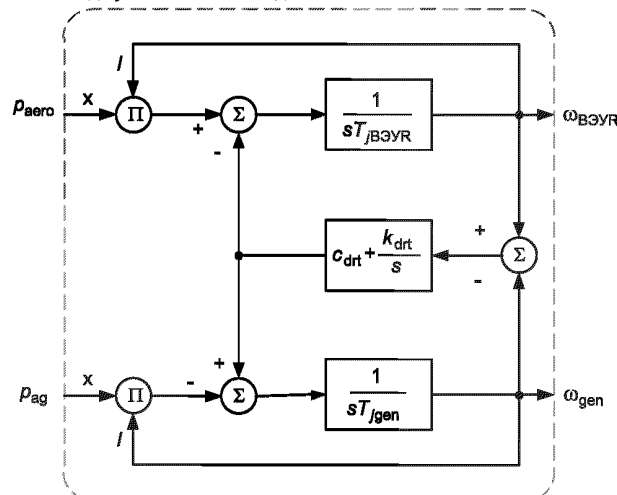 /
p_aero x П + Σ 1 / sT_jВЭУR ω_ВЭУR
-
c_drt + k_drt / s + Σ
-
+
p_ag x П - Σ 1 / sT_jgen ω_gen
/